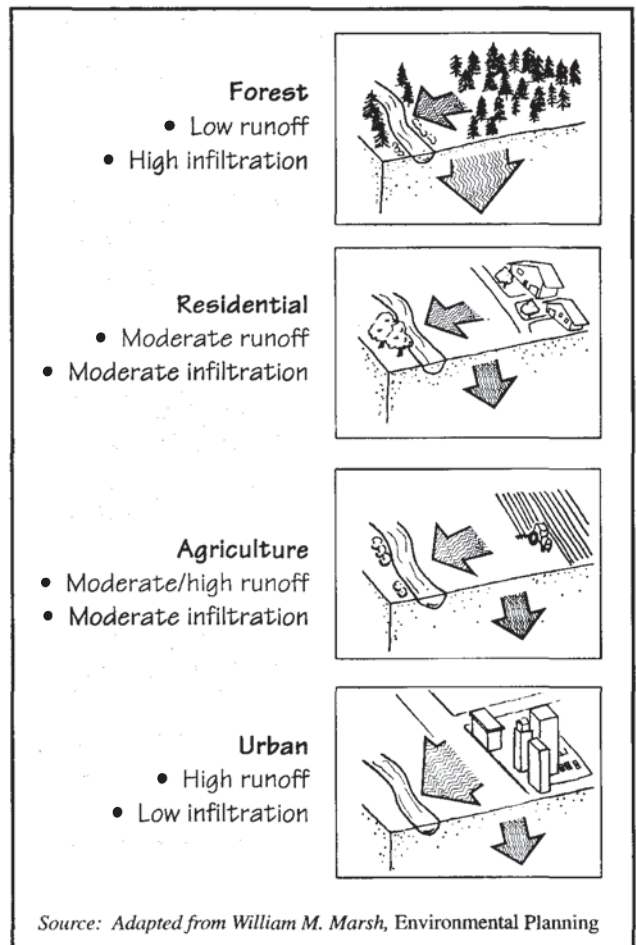 Forest
• Low runoff
• High infiltration
Residential
• Moderate runoff
• Moderate infiltration
Agriculture
• Moderate/high runoff
• Moderate infiltration
Urban
• High runoff
• Low infiltration
Source: Adapted from William M. Marsh, Environmental Planning